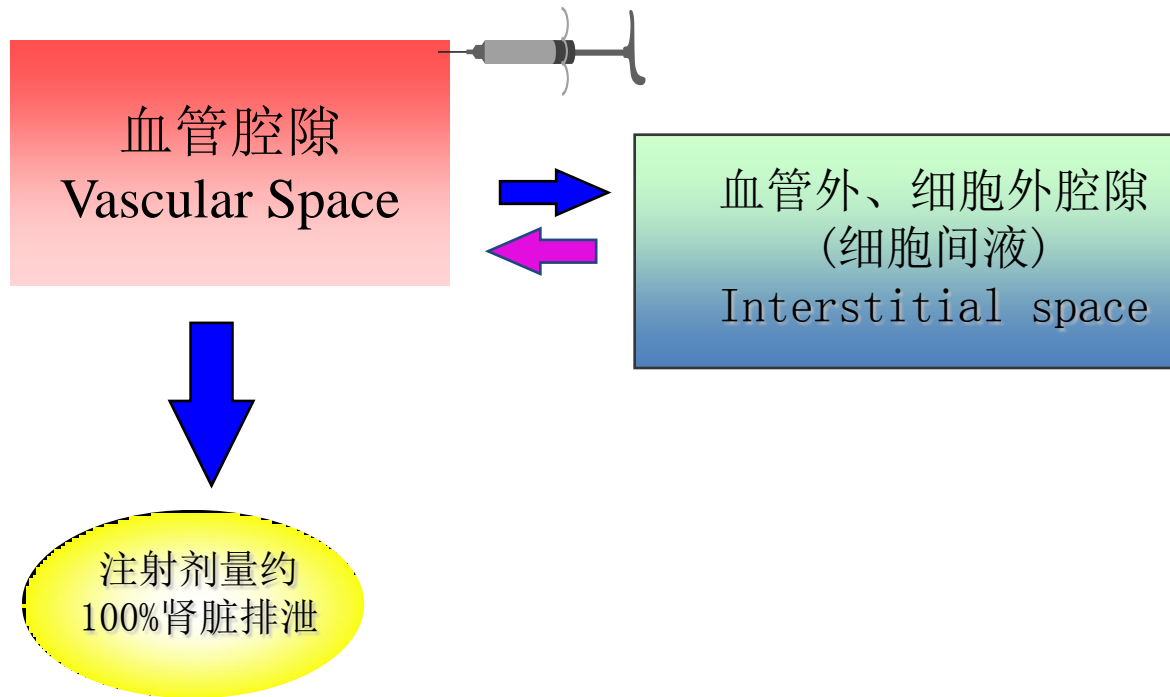 血管腔隙
Vascular Space
血管外、细胞外腔隙
(细胞间液)
Interstitial space
注射剂量约
100%肾脏排泄